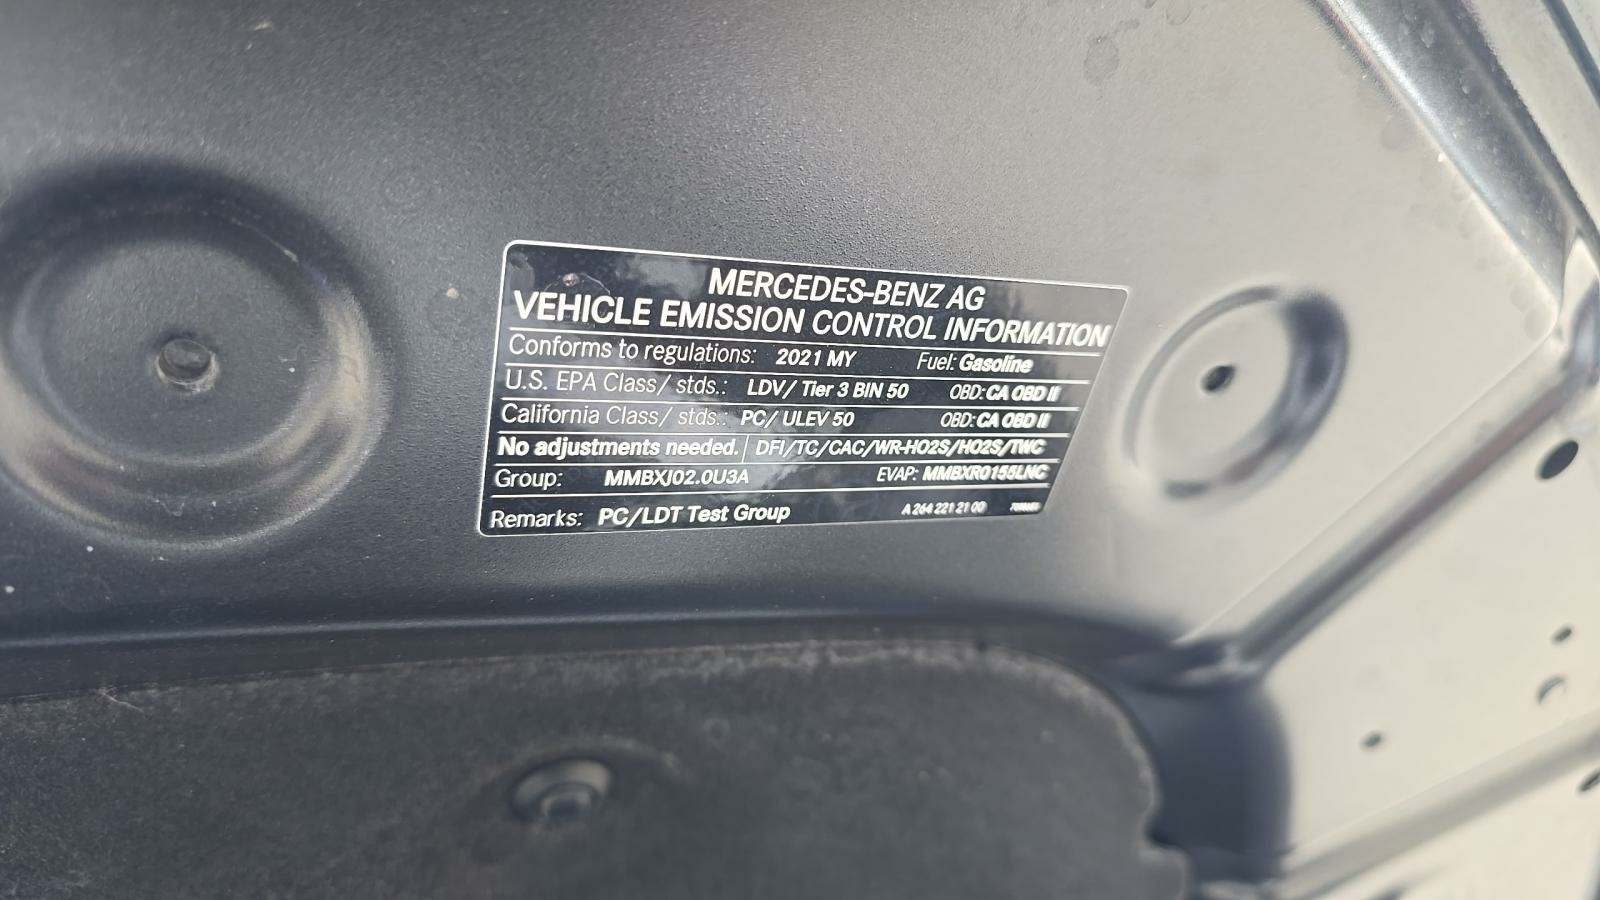 MERCEDES-BENZ AG
VEHICLE EMISSION CONTROL INFORMATION
Conforms to regulations: 2021 MY Fuel: Gasoline
U.S. EPA Class/ stds.: LDV/ Tier 3 BIN 50 OBD: CA OBD II
California Class/ stds.: PC/ ULEV 50 OBD: CA OBD II
No adjustments needed. DFI/TC/CAC/WR-HO2S/HO2S/TWC
Group: MMBXJ02.0U3A EVAP: MMBXR0155LNC
Remarks: PC/LDT Test Group A 264 221 21 00